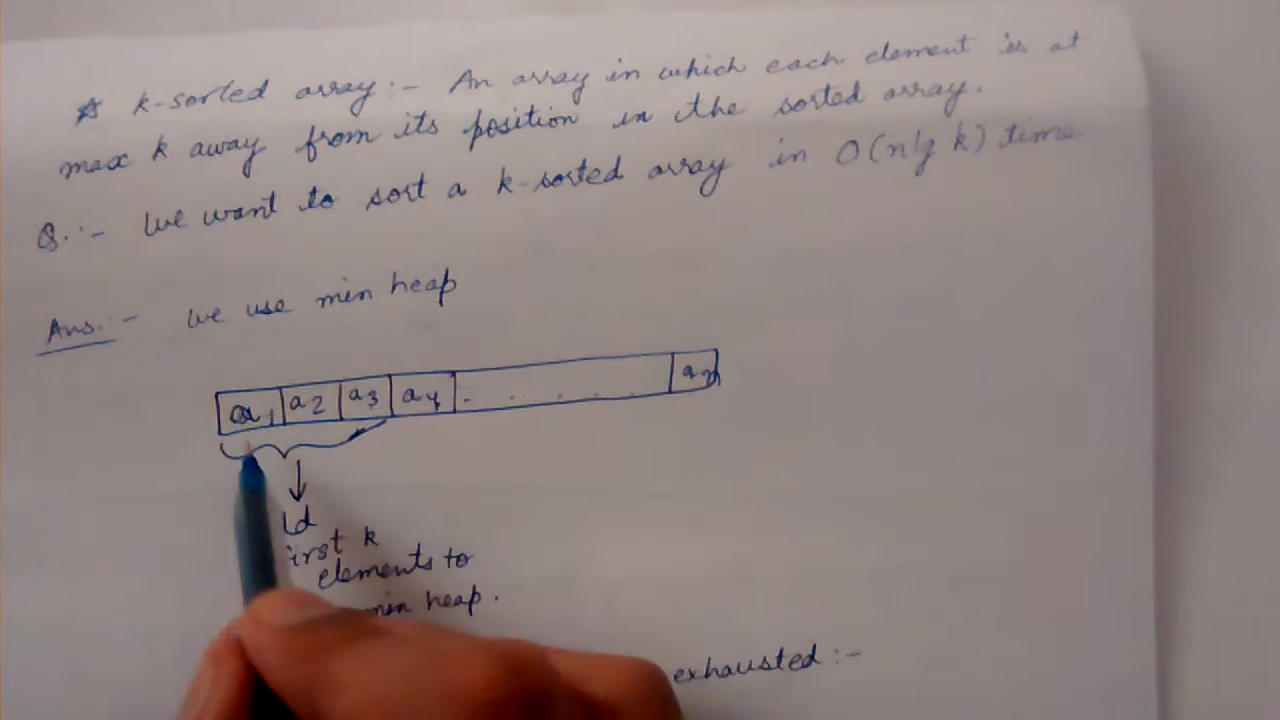 * k-sorted array :- An array in which each element is at
max k away from its position in the sorted array.
Q. :- We want to sort a k-sorted array in O(n lg k) time
Ans. :- We use min heap
a1 a2 a3 a4 . . . . . an
irst k
elements to
min heap.
exhausted :-